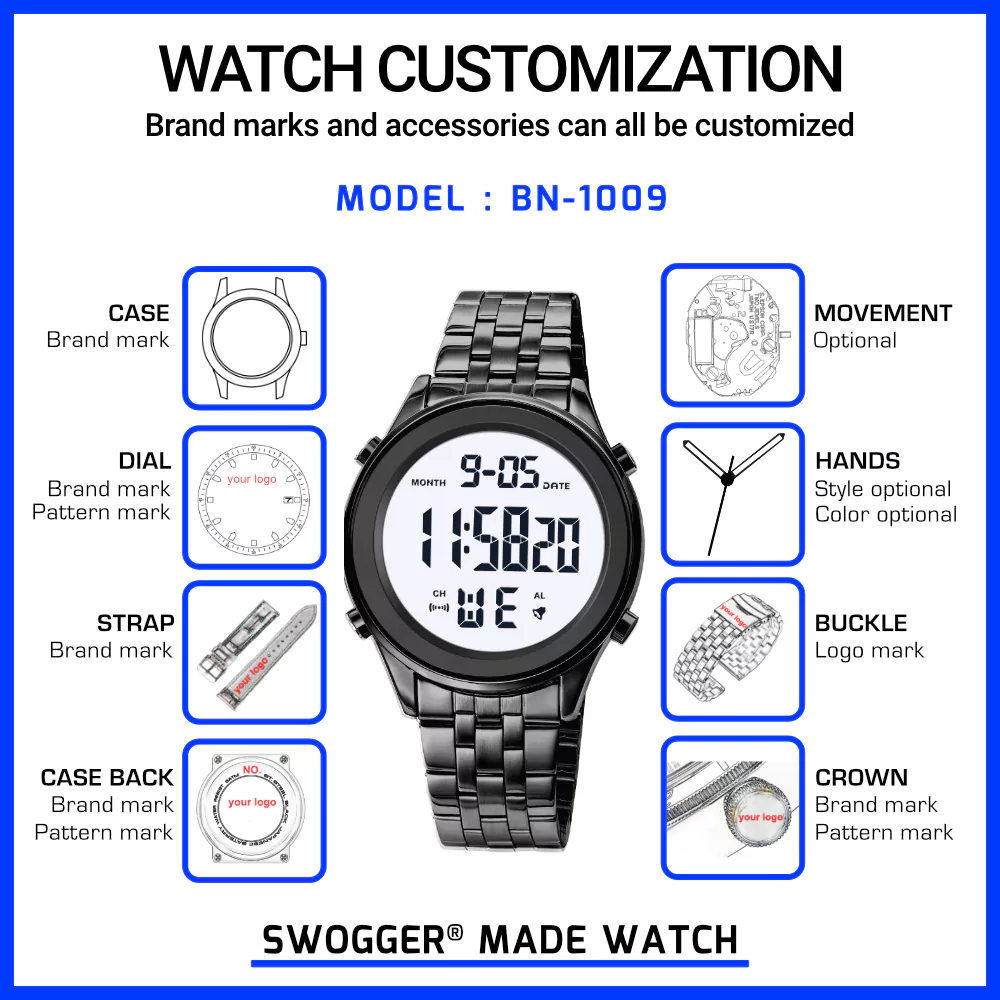 WATCH CUSTOMIZATION
Brand marks and accessories can all be customized
MODEL : BN-1009
CASE
Brand mark
DIAL
Brand mark
Pattern mark
your logo
7
STRAP
Brand mark
your logo
CASE BACK
Brand mark
Pattern mark
NO.
your logo
MONTH 9-05 DATE
11:58 20
CH WE AL
MOVEMENT
Optional
HANDS
Style optional
Color optional
BUCKLE
Logo mark
your logo
CROWN
Brand mark
Pattern mark
your logo
SWOGGER® MADE WATCH